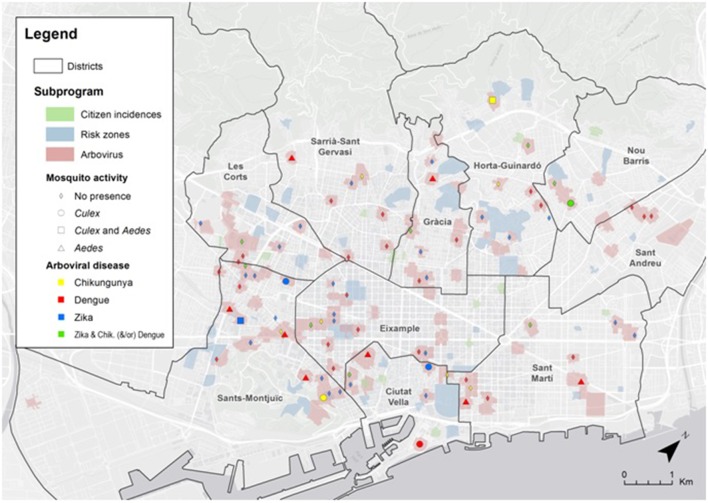 Legend
Districts
Subprogram
Citizen incidences
Risk zones
Arbovirus
Mosquito activity
No presence
Culex
Culex and Aedes
Aedes
Arboviral disease
Chikungunya
Dengue
Zika
Zika & Chik. (&/or) Dengue
Sarrià-Sant
Gervasi
Les
Corts
Horta-Guinardó
Nou
Barris
Gràcia
Sant
Andreu
Eixample
Sants-Montjuïc
Ciutat
Vella
Sant
Martí
N
0 1
Km